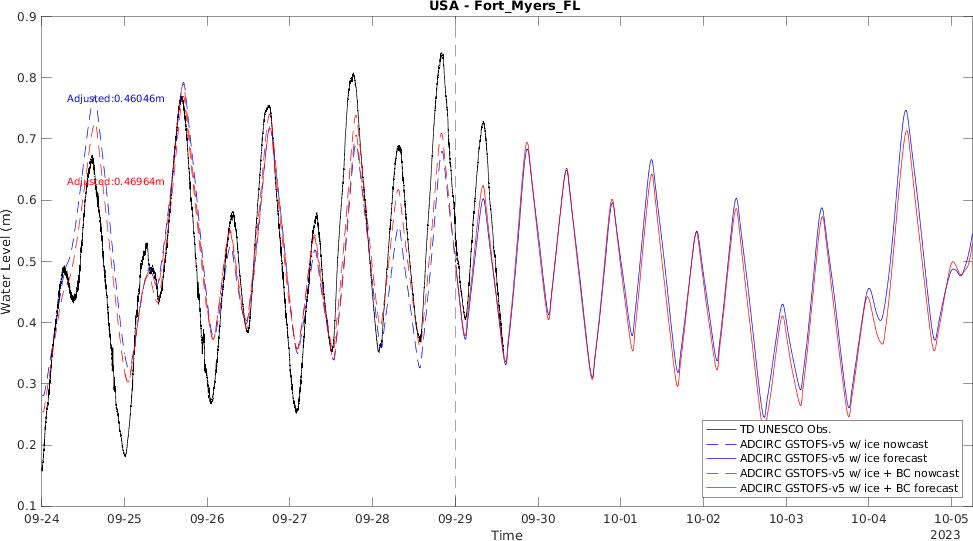 USA - Fort_Myers_FL
0.9
0.8
0.7
0.6
0.5
0.4
0.3
0.2
0.1
Water Level (m)
Adjusted:0.46046m
Adjusted:0.46964m
TD UNESCO Obs.
ADCIRC GSTOFS-v5 w/ ice nowcast
ADCIRC GSTOFS-v5 w/ ice forecast
ADCIRC GSTOFS-v5 w/ ice + BC nowcast
ADCIRC GSTOFS-v5 w/ ice + BC forecast
09-24 09-25 09-26 09-27 09-28 09-29 09-30 10-01 10-02 10-03 10-04 10-05
2023
Time